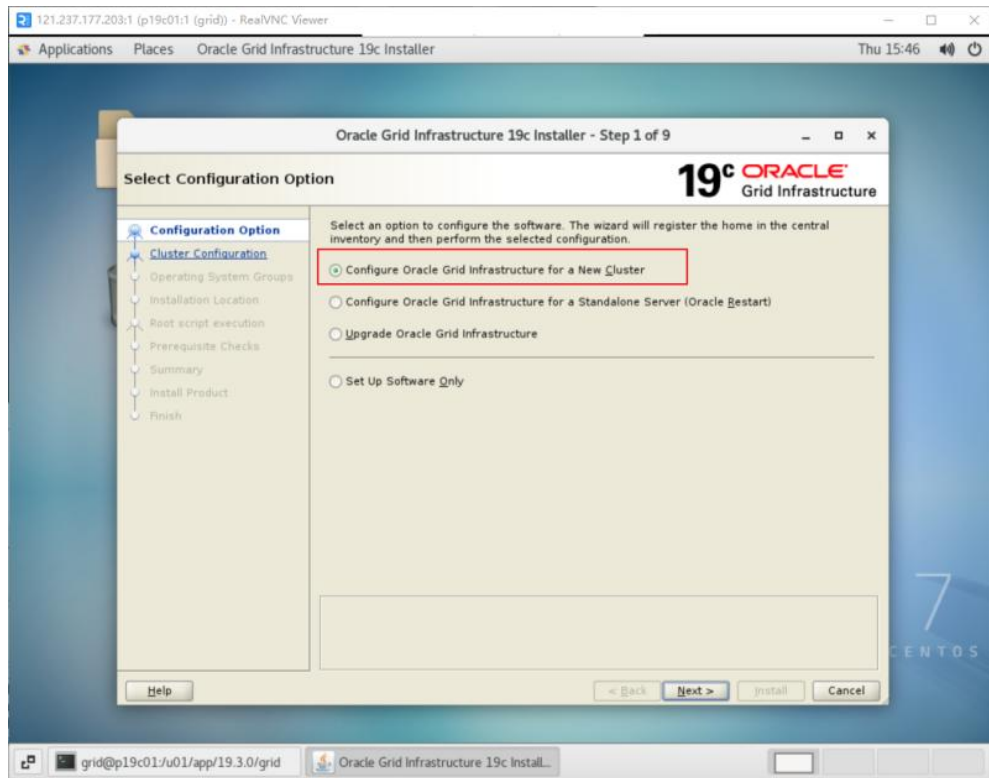 121.237.177.203:1 (p19c01:1 (grid)) - RealVNC Viewer
Applications Places Oracle Grid Infrastructure 19c Installer Thu 15:46
Oracle Grid Infrastructure 19c Installer - Step 1 of 9
Select Configuration Option
19c ORACLE
Grid Infrastructure
Configuration Option
Cluster Configuration
Operating System Groups
Installation Location
Root script execution
Prerequisite Checks
Summary
Install Product
Finish
Select an option to configure the software. The wizard will register the home in the central
inventory and then perform the selected configuration.
Configure Oracle Grid Infrastructure for a New Cluster
Configure Oracle Grid Infrastructure for a Standalone Server (Oracle Restart)
Upgrade Oracle Grid Infrastructure
Set Up Software Only
7
CENTOS
Help < Back Next > Install Cancel
grid@p19c01:/u01/app/19.3.0/grid Oracle Grid Infrastructure 19c Install...